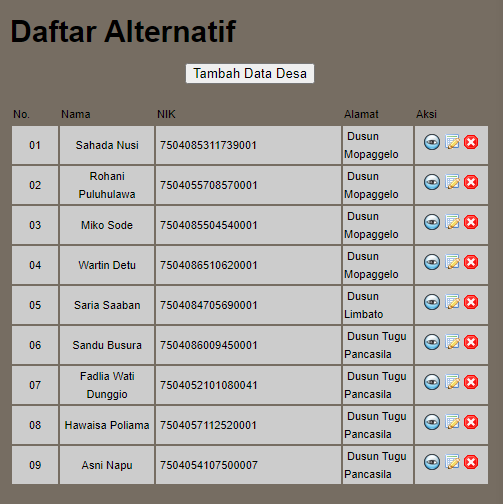 Daftar Alternatif
Tambah Data Desa
No. Nama NIK Alamat Aksi
01 Sahada Nusi 7504085311739001 Dusun Mopaggelo
02 Rohani Puluhulawa 7504055708570001 Dusun Mopaggelo
03 Miko Sode 7504085504540001 Dusun Mopaggelo
04 Wartin Detu 7504086510620001 Dusun Mopaggelo
05 Saria Saaban 7504084705690001 Dusun Limbato
06 Sandu Busura 7504086009450001 Dusun Tugu Pancasila
07 Fadlia Wati Dunggio 7504052101080041 Dusun Tugu Pancasila
08 Hawaisa Poliama 7504057112520001 Dusun Tugu Pancasila
09 Asni Napu 7504054107500007 Dusun Tugu Pancasila